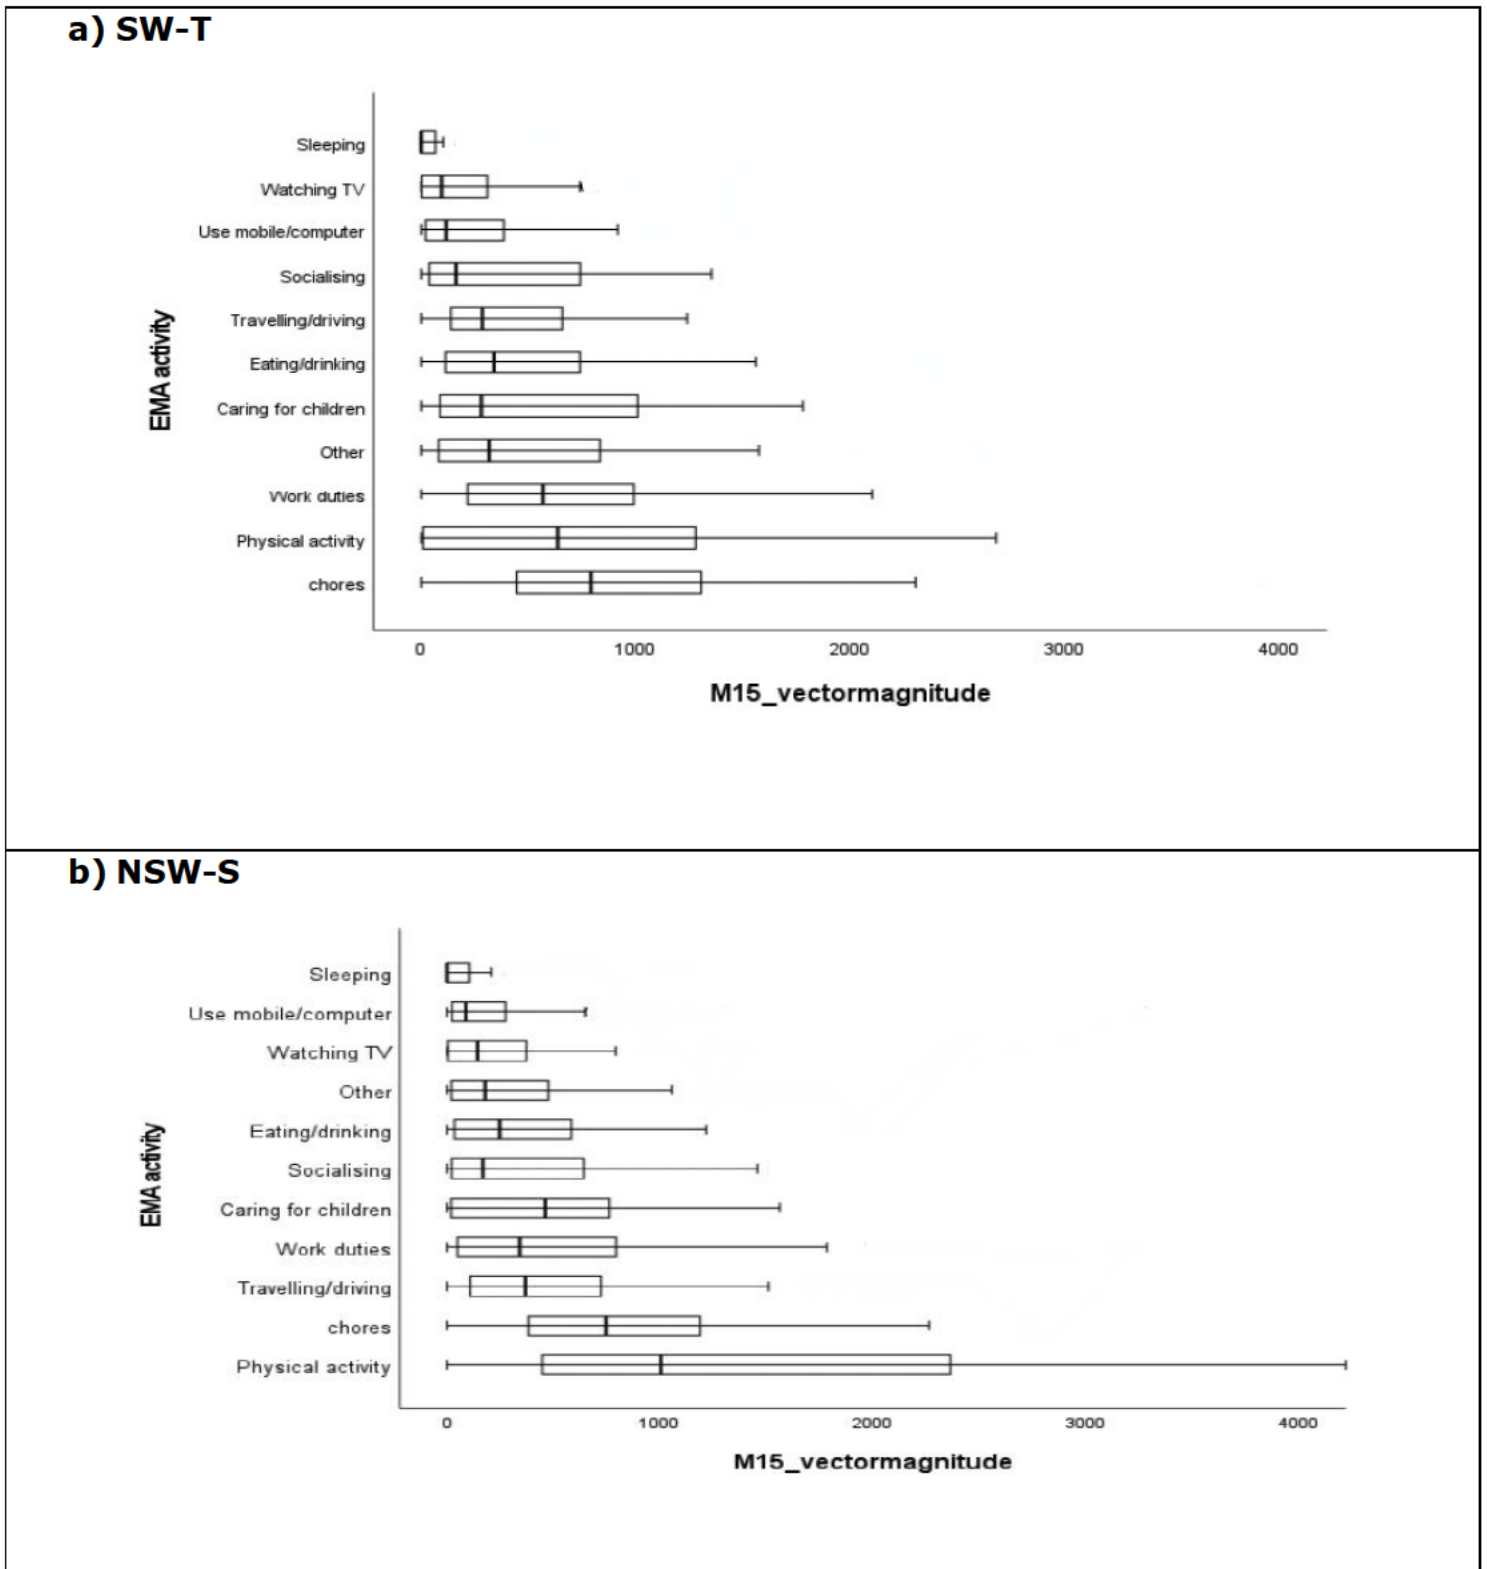 a) SW-T
Sleeping
Watching TV
Use mobile/computer
Socialising
Travelling/driving
Eating/drinking
Caring for children
Other
Work duties
Physical activity
chores
EMA activity
0 1000 2000 3000 4000
M15_vectormagnitude
b) NSW-S
Sleeping
Use mobile/computer
Watching TV
Other
Eating/drinking
Socialising
Caring for children
Work duties
Travelling/driving
chores
Physical activity
EMA activity
0 1000 2000 3000 4000
M15_vectormagnitude